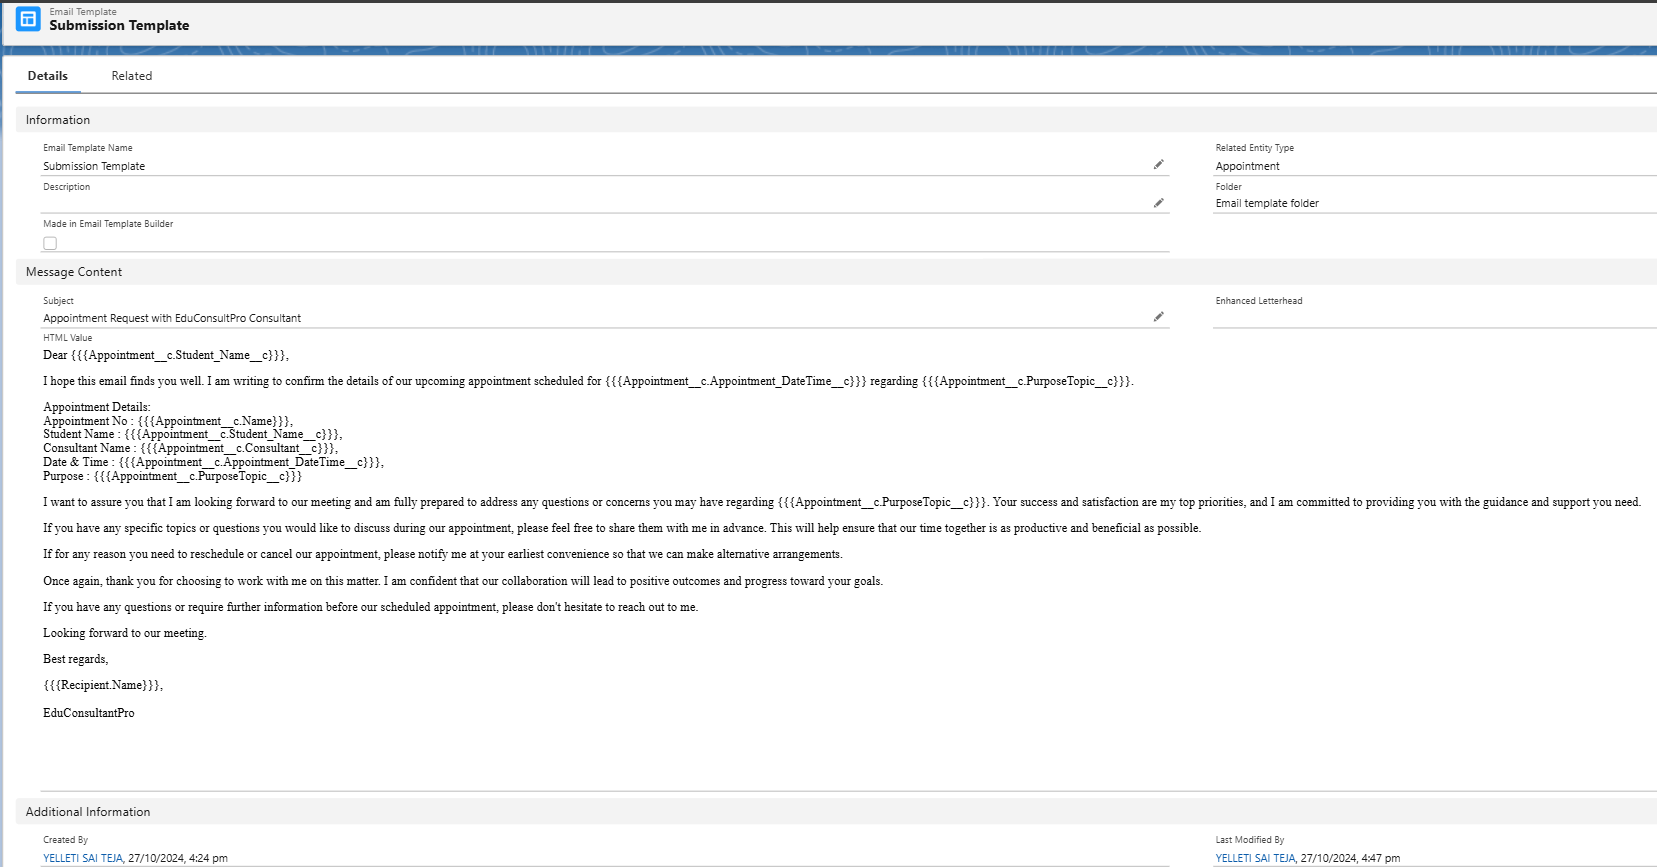 Email Template
Submission Template
Details
Related
Information
Email Template Name
Submission Template
Related Entity Type
Appointment
Description
Folder
Email template folder
Made in Email Template Builder
Message Content
Subject
Appointment Request with EduConsultPro Consultant
Enhanced Letterhead
HTML Value
Dear {{{Appointment__c.Student_Name__c}}},
I hope this email finds you well. I am writing to confirm the details of our upcoming appointment scheduled for {{{Appointment__c.Appointment_DateTime__c}}} regarding {{{Appointment__c.PurposeTopic__c}}}.
Appointment Details:
Appointment No : {{{Appointment__c.Name}}},
Student Name : {{{Appointment__c.Student_Name__c}}},
Consultant Name : {{{Appointment__c.Consultant__c}}},
Date & Time : {{{Appointment__c.Appointment_DateTime__c}}},
Purpose : {{{Appointment__c.PurposeTopic__c}}}
I want to assure you that I am looking forward to our meeting and am fully prepared to address any questions or concerns you may have regarding {{{Appointment__c.PurposeTopic__c}}}. Your success and satisfaction are my top priorities, and I am committed to providing you with the guidance and support you need.
If you have any specific topics or questions you would like to discuss during our appointment, please feel free to share them with me in advance. This will help ensure that our time together is as productive and beneficial as possible.
If for any reason you need to reschedule or cancel our appointment, please notify me at your earliest convenience so that we can make alternative arrangements.
Once again, thank you for choosing to work with me on this matter. I am confident that our collaboration will lead to positive outcomes and progress toward your goals.
If you have any questions or require further information before our scheduled appointment, please don't hesitate to reach out to me.
Looking forward to our meeting.
Best regards,
{{{Recipient.Name}}},
EduConsultantPro
Additional Information
Created By
YELLETI SAI TEJA, 27/10/2024, 4:24 pm
Last Modified By
YELLETI SAI TEJA, 27/10/2024, 4:47 pm